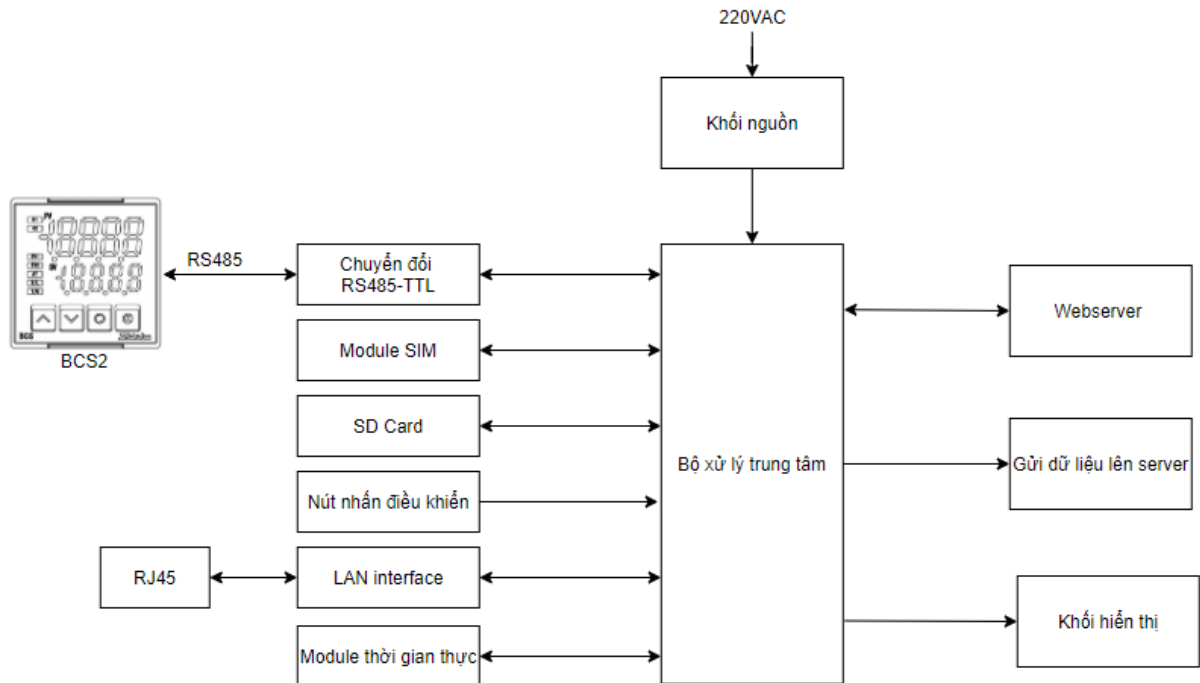 220VAC
Khối nguồn
RS485
BCS2
Chuyển đổi
RS485-TTL
Module SIM
SD Card
Nút nhấn điều khiển
RJ45
LAN interface
Module thời gian thực
Bộ xử lý trung tâm
Webserver
Gửi dữ liệu lên server
Khối hiển thị